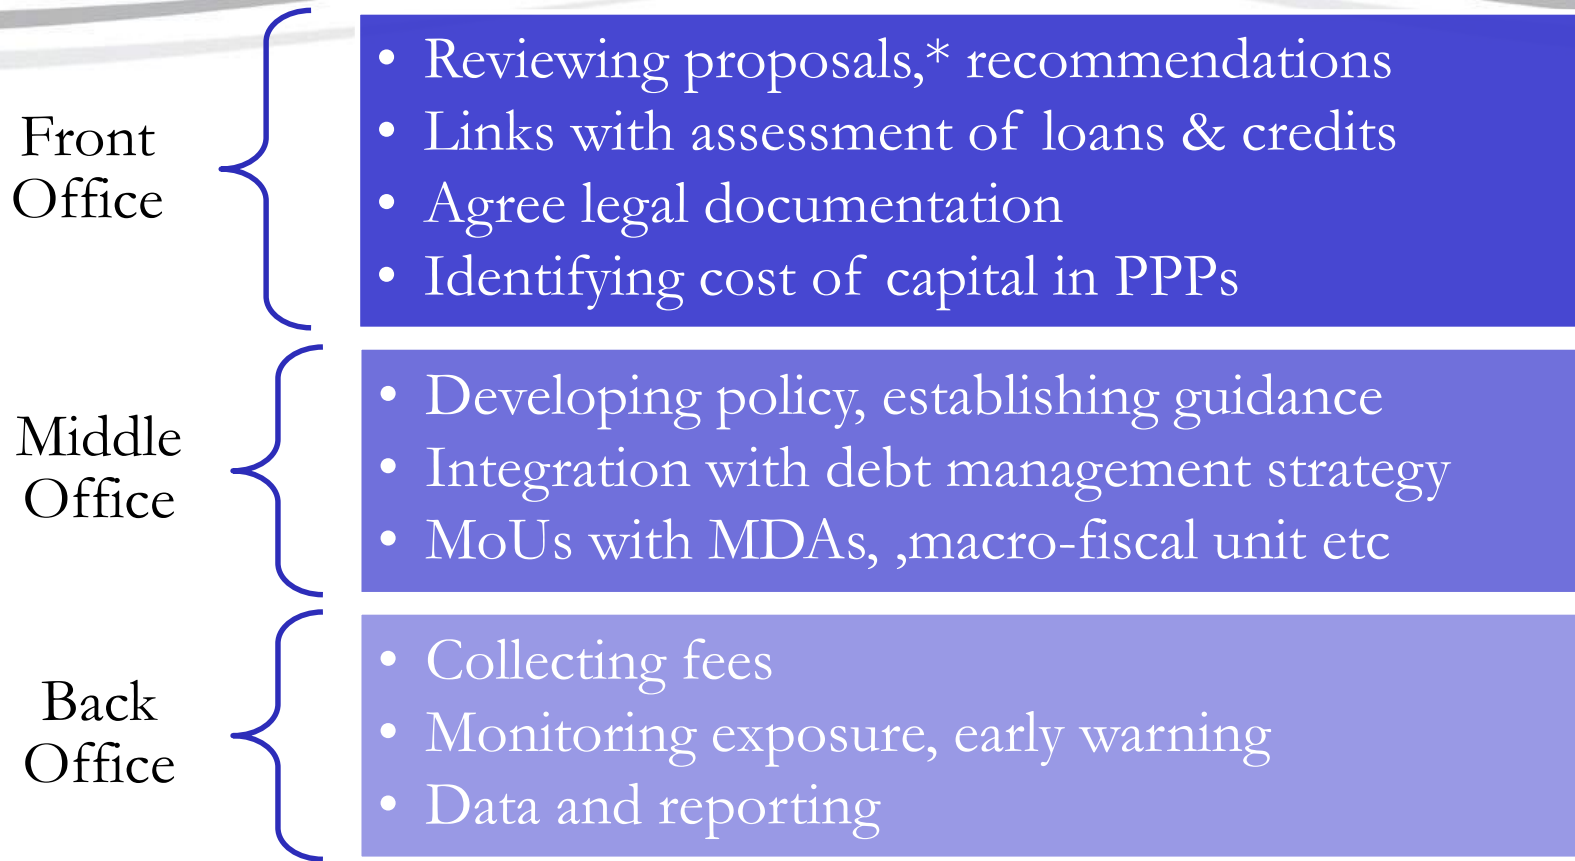 Front
Office
• Reviewing proposals,* recommendations
• Links with assessment of loans & credits
• Agree legal documentation
• Identifying cost of capital in PPPs
Middle
Office
• Developing policy, establishing guidance
• Integration with debt management strategy
• MoUs with MDAs, ,macro-fiscal unit etc
Back
Office
• Collecting fees
• Monitoring exposure, early warning
• Data and reporting